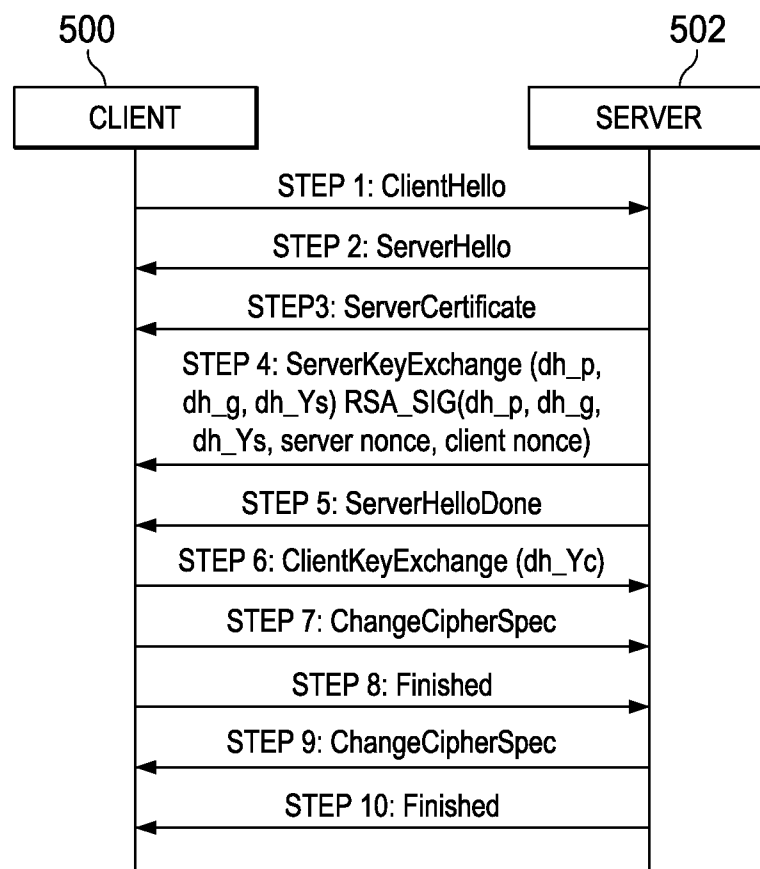 500
502
CLIENT
SERVER
STEP 1: ClientHello
STEP 2: ServerHello
STEP3: ServerCertificate
STEP 4: ServerKeyExchange (dh_p,
dh_g, dh_Ys) RSA_SIG(dh_p, dh_g,
dh_Ys, server nonce, client nonce)
STEP 5: ServerHelloDone
STEP 6: ClientKeyExchange (dh_Yc)
STEP 7: ChangeCipherSpec
STEP 8: Finished
STEP 9: ChangeCipherSpec
STEP 10: Finished